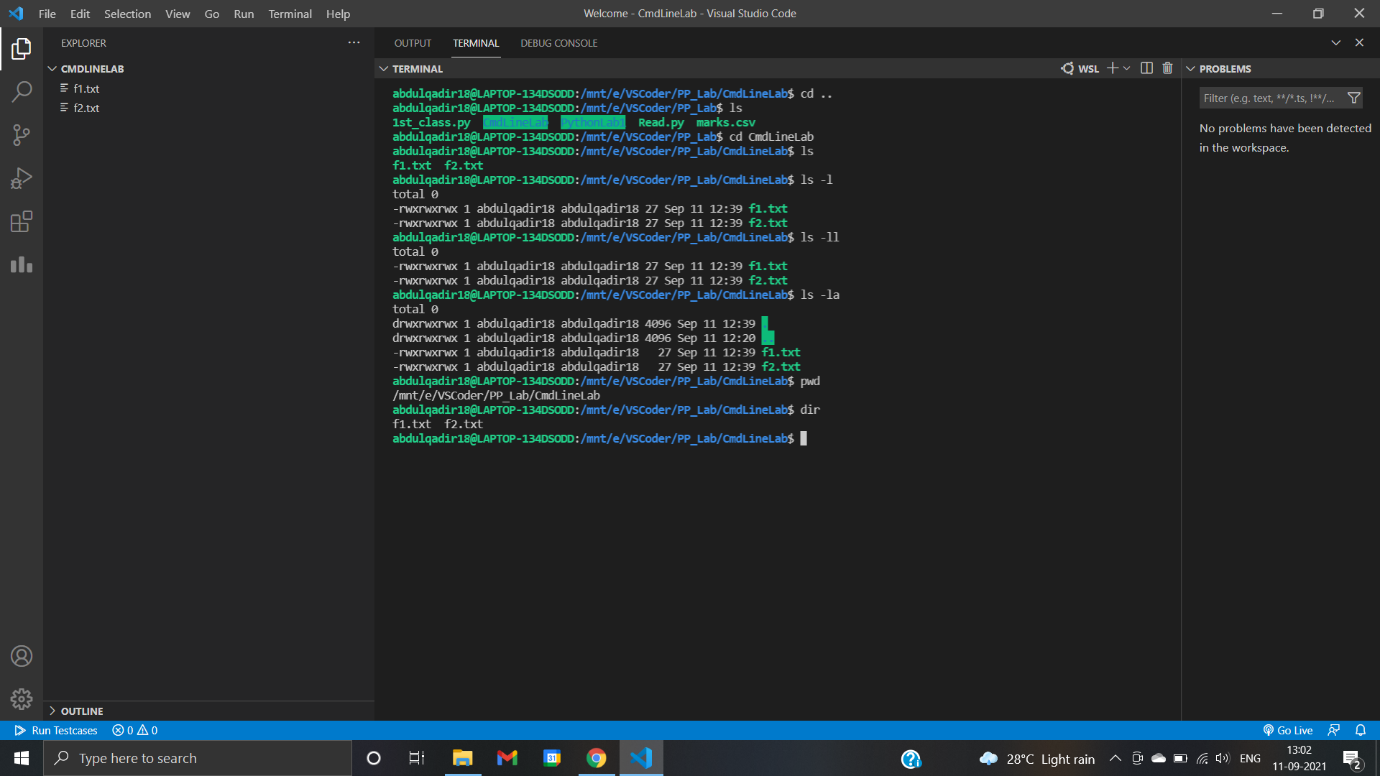 File Edit Selection View Go Run Terminal Help
Welcome - CmdLineLab - Visual Studio Code
EXPLORER
CMDLINELAB
f1.txt
f2.txt
OUTLINE
OUTPUT TERMINAL DEBUG CONSOLE
TERMINAL
WSL
abdulqadir18@LAPTOP-134DSODD:/mnt/e/VSCoder/PP_Lab/CmdLineLab$ cd ..
abdulqadir18@LAPTOP-134DSODD:/mnt/e/VSCoder/PP_Lab$ ls
1st_class.py CmdLineLab PythonLab1 Read.py marks.csv
abdulqadir18@LAPTOP-134DSODD:/mnt/e/VSCoder/PP_Lab$ cd CmdLineLab
abdulqadir18@LAPTOP-134DSODD:/mnt/e/VSCoder/PP_Lab/CmdLineLab$ ls
f1.txt f2.txt
abdulqadir18@LAPTOP-134DSODD:/mnt/e/VSCoder/PP_Lab/CmdLineLab$ ls -l
total 0
-rwxrwxrwx 1 abdulqadir18 abdulqadir18 27 Sep 11 12:39 f1.txt
-rwxrwxrwx 1 abdulqadir18 abdulqadir18 27 Sep 11 12:39 f2.txt
abdulqadir18@LAPTOP-134DSODD:/mnt/e/VSCoder/PP_Lab/CmdLineLab$ ls -ll
total 0
-rwxrwxrwx 1 abdulqadir18 abdulqadir18 27 Sep 11 12:39 f1.txt
-rwxrwxrwx 1 abdulqadir18 abdulqadir18 27 Sep 11 12:39 f2.txt
abdulqadir18@LAPTOP-134DSODD:/mnt/e/VSCoder/PP_Lab/CmdLineLab$ ls -la
total 0
drwxrwxrwx 1 abdulqadir18 abdulqadir18 4096 Sep 11 12:39 .
drwxrwxrwx 1 abdulqadir18 abdulqadir18 4096 Sep 11 12:20 ..
-rwxrwxrwx 1 abdulqadir18 abdulqadir18 27 Sep 11 12:39 f1.txt
-rwxrwxrwx 1 abdulqadir18 abdulqadir18 27 Sep 11 12:39 f2.txt
abdulqadir18@LAPTOP-134DSODD:/mnt/e/VSCoder/PP_Lab/CmdLineLab$ pwd
/mnt/e/VSCoder/PP_Lab/CmdLineLab
abdulqadir18@LAPTOP-134DSODD:/mnt/e/VSCoder/PP_Lab/CmdLineLab$ dir
f1.txt f2.txt
abdulqadir18@LAPTOP-134DSODD:/mnt/e/VSCoder/PP_Lab/CmdLineLab$
PROBLEMS
Filter (e.g. text, **/*.ts, !**/...
No problems have been detected
in the workspace.
Run Testcases 0 0
Go Live
Type here to search
31
28°C Light rain
ENG
13:02
11-09-2021
2